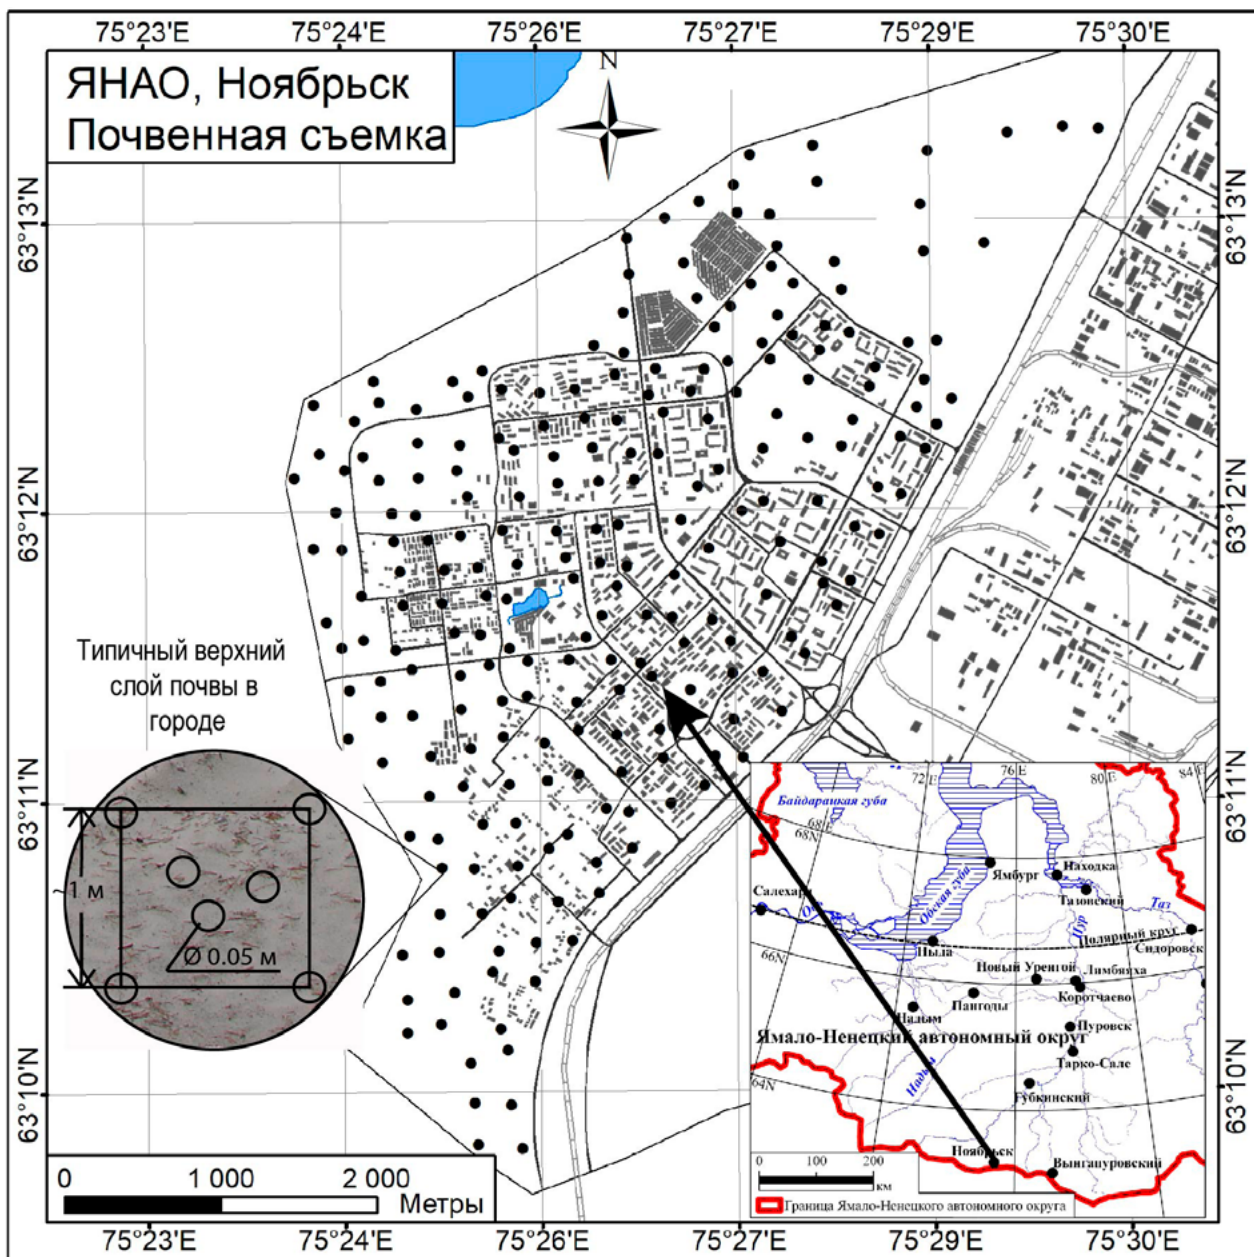 75°23'E
75°24'E
75°26'E
75°27'E
75°29'E
75°30'E
ЯНАО, Ноябрьск
Почвенная съемка
N
63°13'N
63°13'N
63°12'N
63°12'N
Типичный верхний
слой почвы в
городе
63°11'N
63°11'N
~1 м
Ø 0.05 м
72°E
76°E
80°E
84°E
Байдарацкая губа
68°E
68°N
Ямбург
Находка
Тазовский
Салехард
Обская губа
Таз
Пур
Полярный круг
Сидоровск
66°N
Ныда
Новый Уренгой
Лимбяяха
Коротчаево
Пангоды
Надым
Пуровск
Ямало-Ненецкий автономный округ
Тарко-Сале
Надым
64°N
Губкинский
Ноябрьск
Вынгапуровский
0 100 200
км
Граница Ямало-Ненецкого автономного округа
63°10'N
63°10'N
0 1 000 2 000
Метры
75°23'E
75°24'E
75°26'E
75°27'E
75°29'E
75°30'E